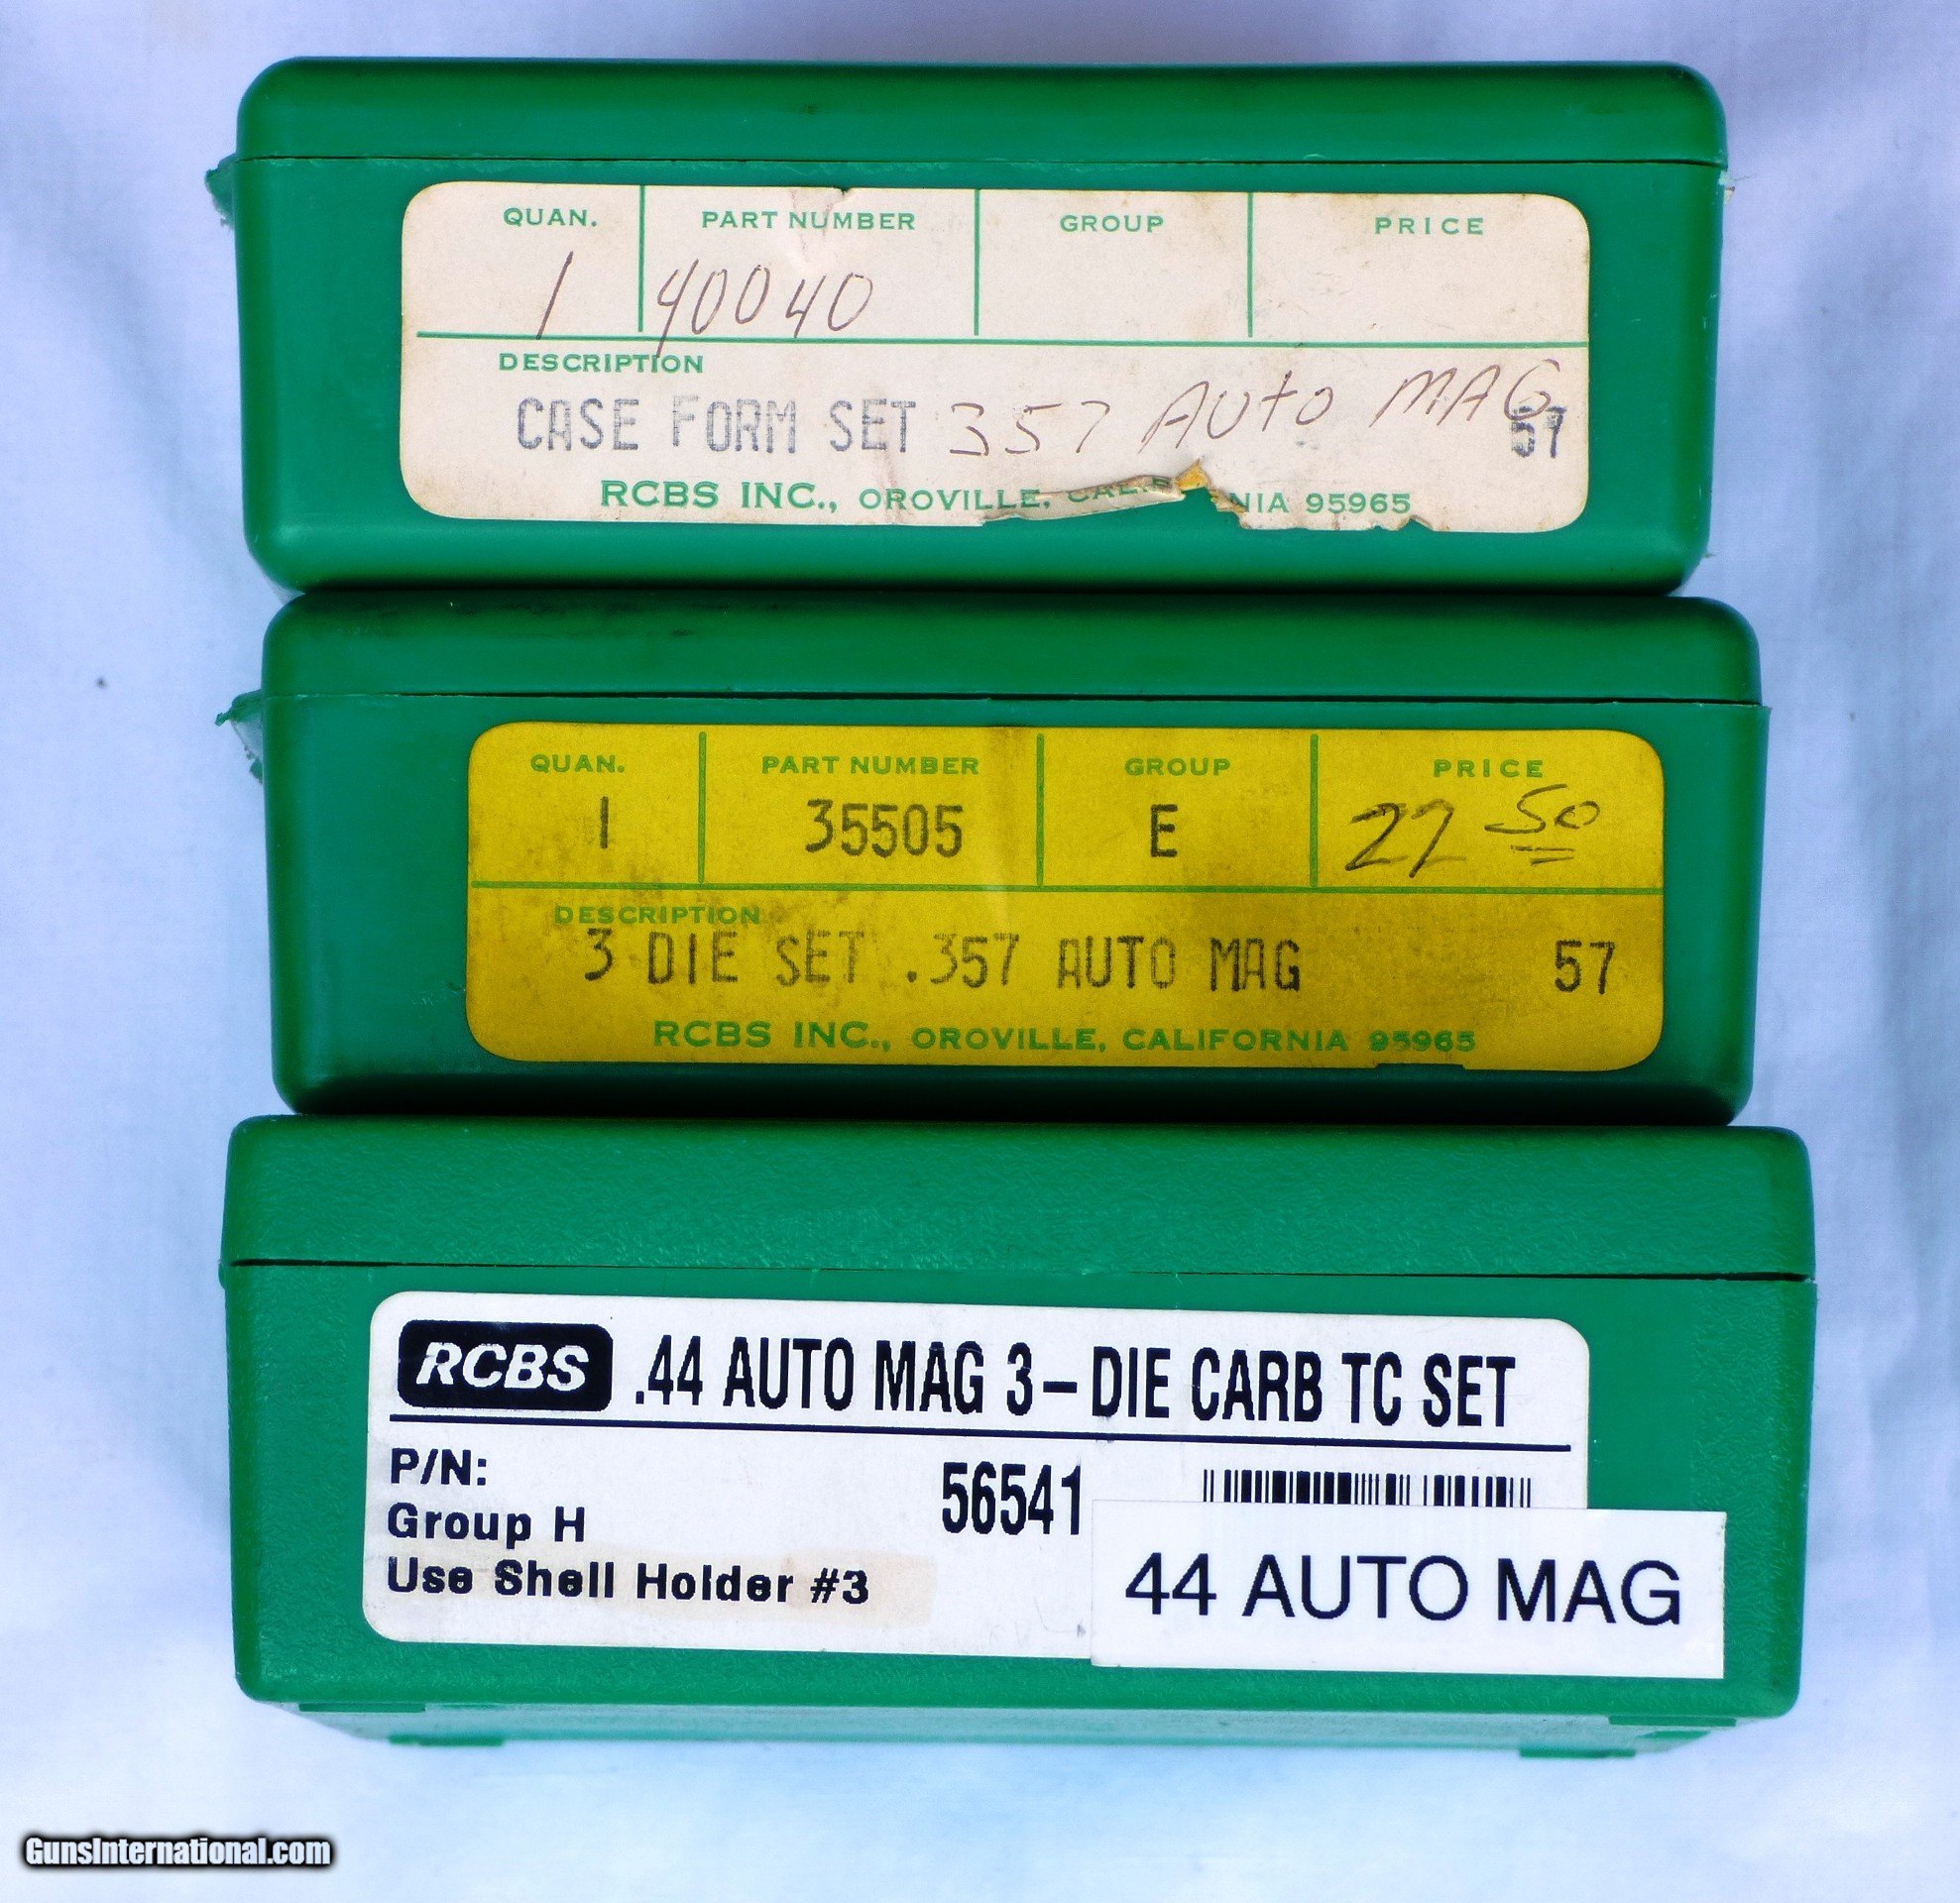 QUAN. PART NUMBER GROUP PRICE
1 40040
DESCRIPTION
CASE FORM SET 357 AUTO MAG 57
RCBS INC., OROVILLE, CALIF NIA 95965
QUAN. PART NUMBER GROUP PRICE
1 35505 E 22 50
DESCRIPTION
3 DIE SET .357 AUTO MAG 57
RCBS INC., OROVILLE, CALIFORNIA 95965
RCBS .44 AUTO MAG 3-DIE CARB TC SET
P/N: 56541
Group H
Use Shell Holder #3
44 AUTO MAG
GunsInternational.com